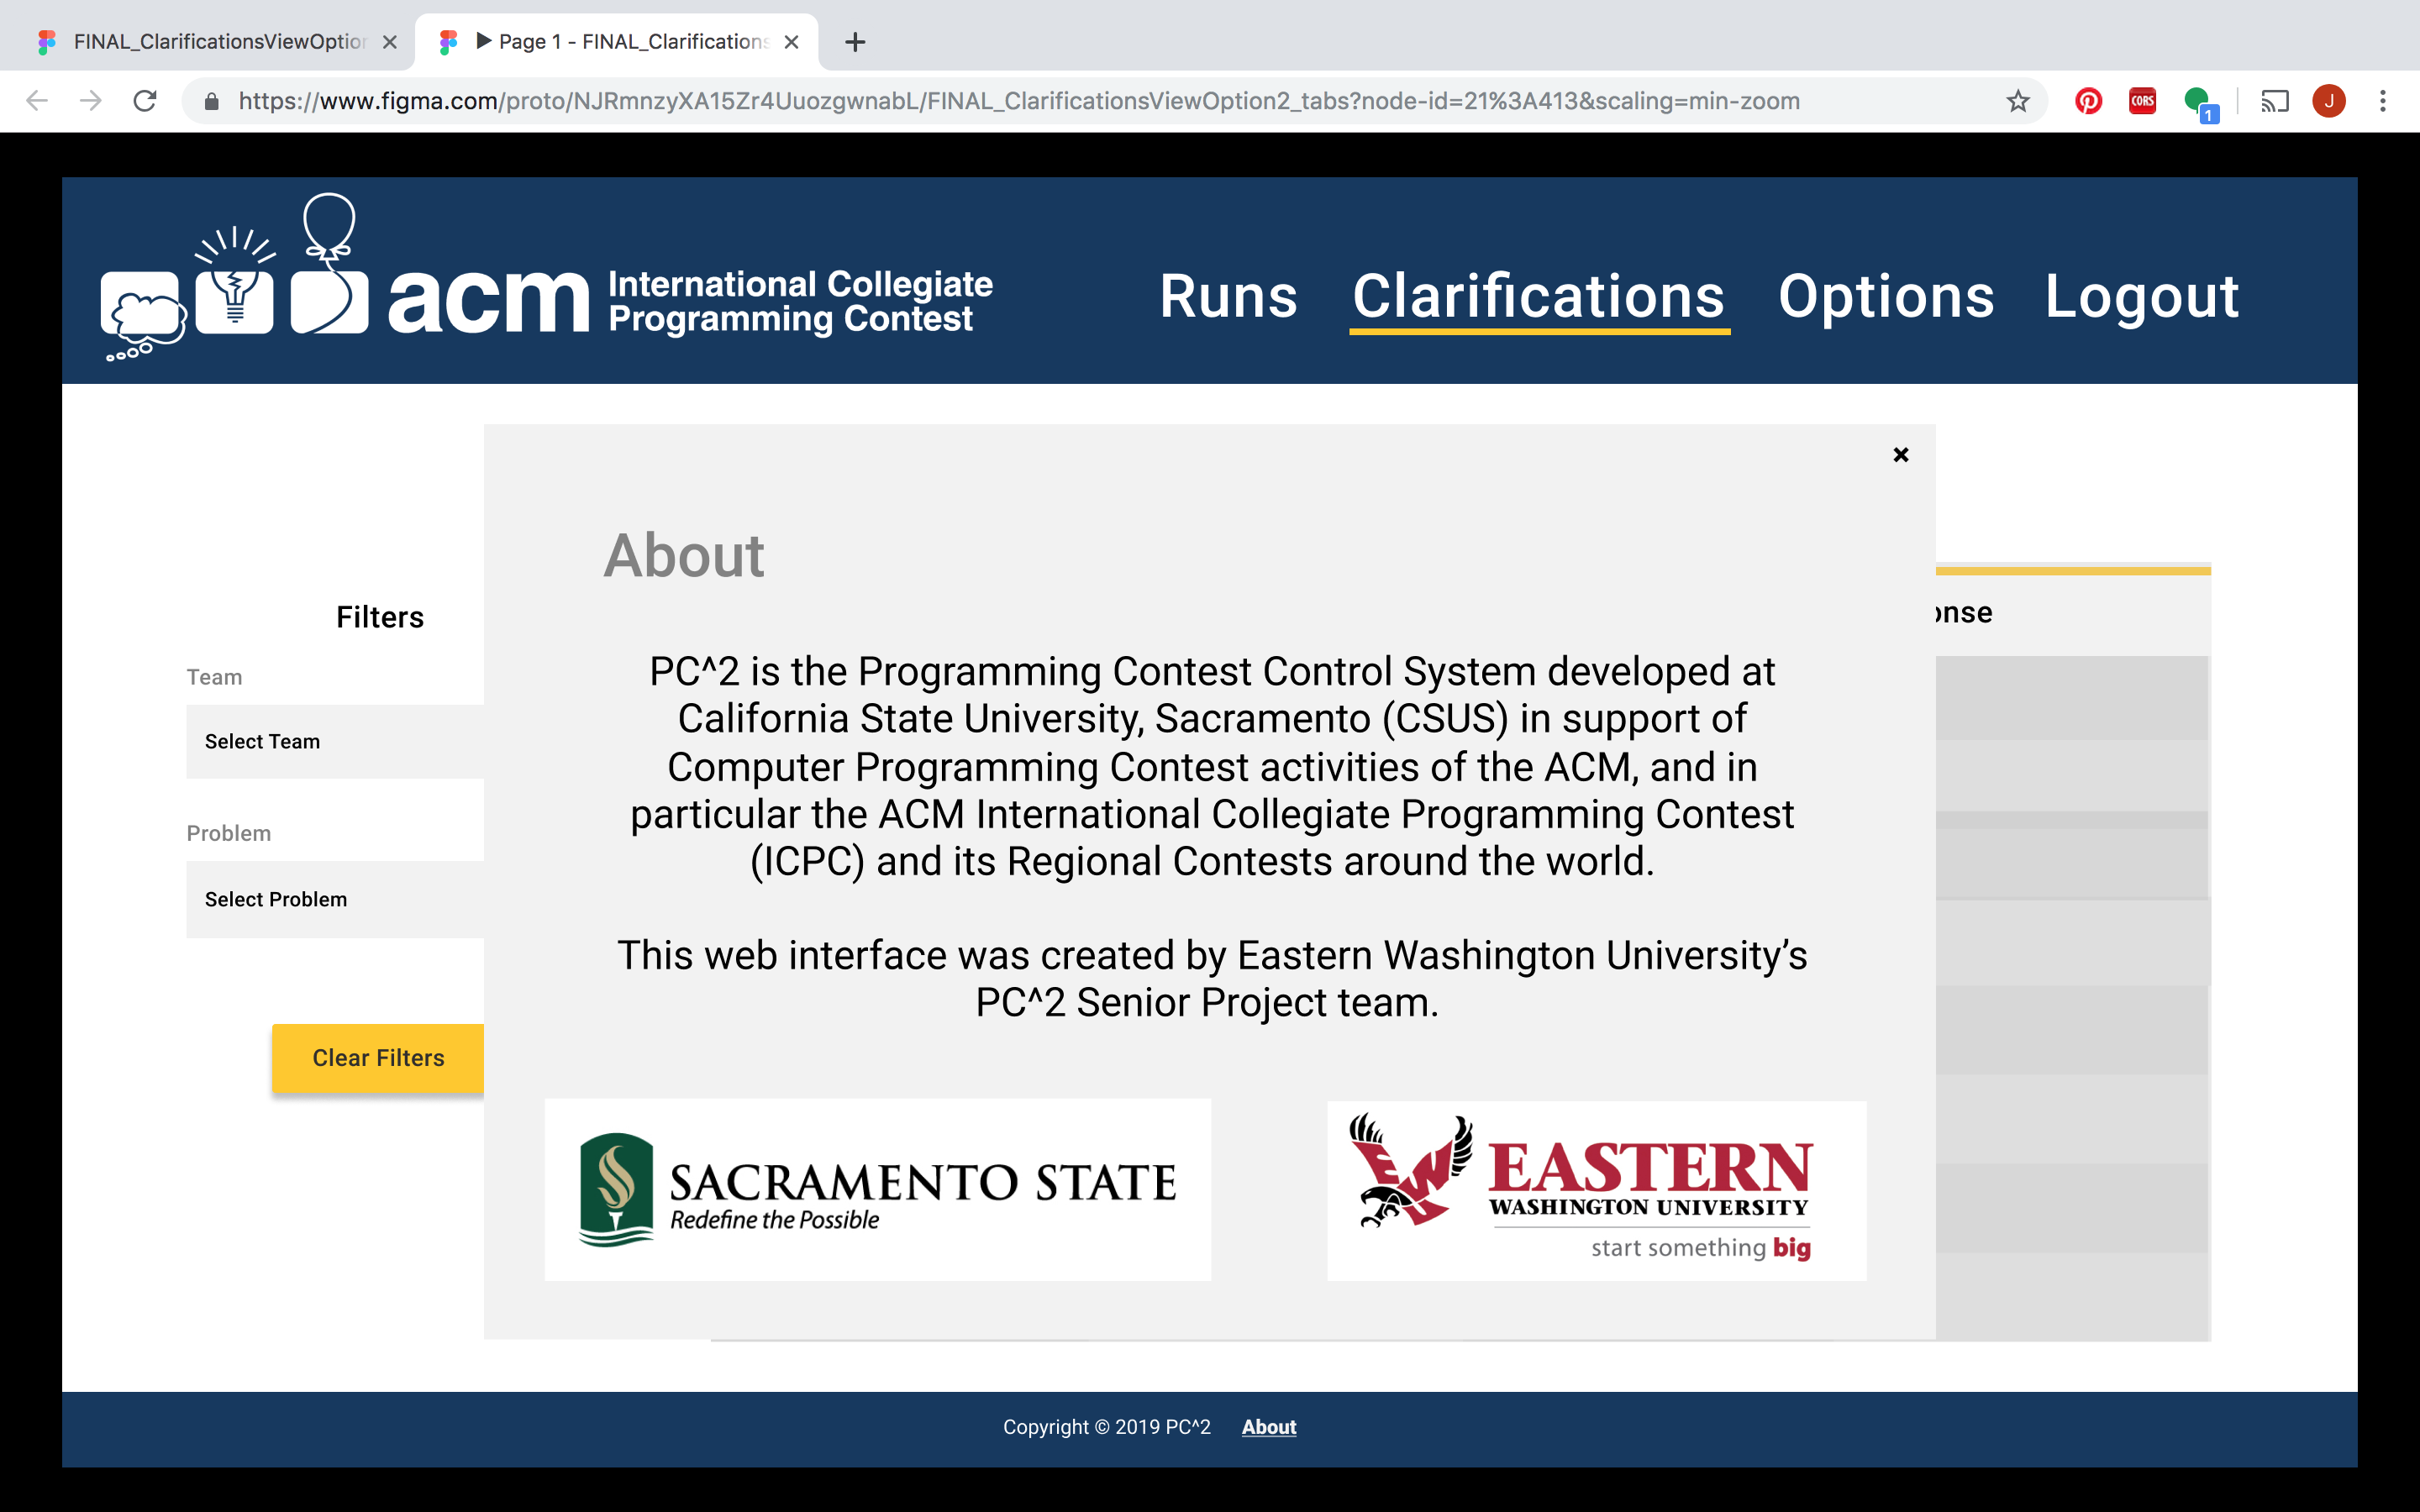 FINAL_ClarificationsViewOption
Page 1 - FINAL_Clarifications
https://www.figma.com/proto/NJRmnzyXA15Zr4UuozgwnabL/FINAL_ClarificationsViewOption2_tabs?node-id=21%3A413&scaling=min-zoom
CORS
1
J
acm International Collegiate
Programming Contest
Runs Clarifications Options Logout
About
Filters
onse
Team
Select Team
Problem
Select Problem
Clear Filters
PC^2 is the Programming Contest Control System developed at
California State University, Sacramento (CSUS) in support of
Computer Programming Contest activities of the ACM, and in
particular the ACM International Collegiate Programming Contest
(ICPC) and its Regional Contests around the world.
This web interface was created by Eastern Washington University’s
PC^2 Senior Project team.
SACRAMENTO STATE
Redefine the Possible
EASTERN
WASHINGTON UNIVERSITY
start something big
Copyright © 2019 PC^2 About